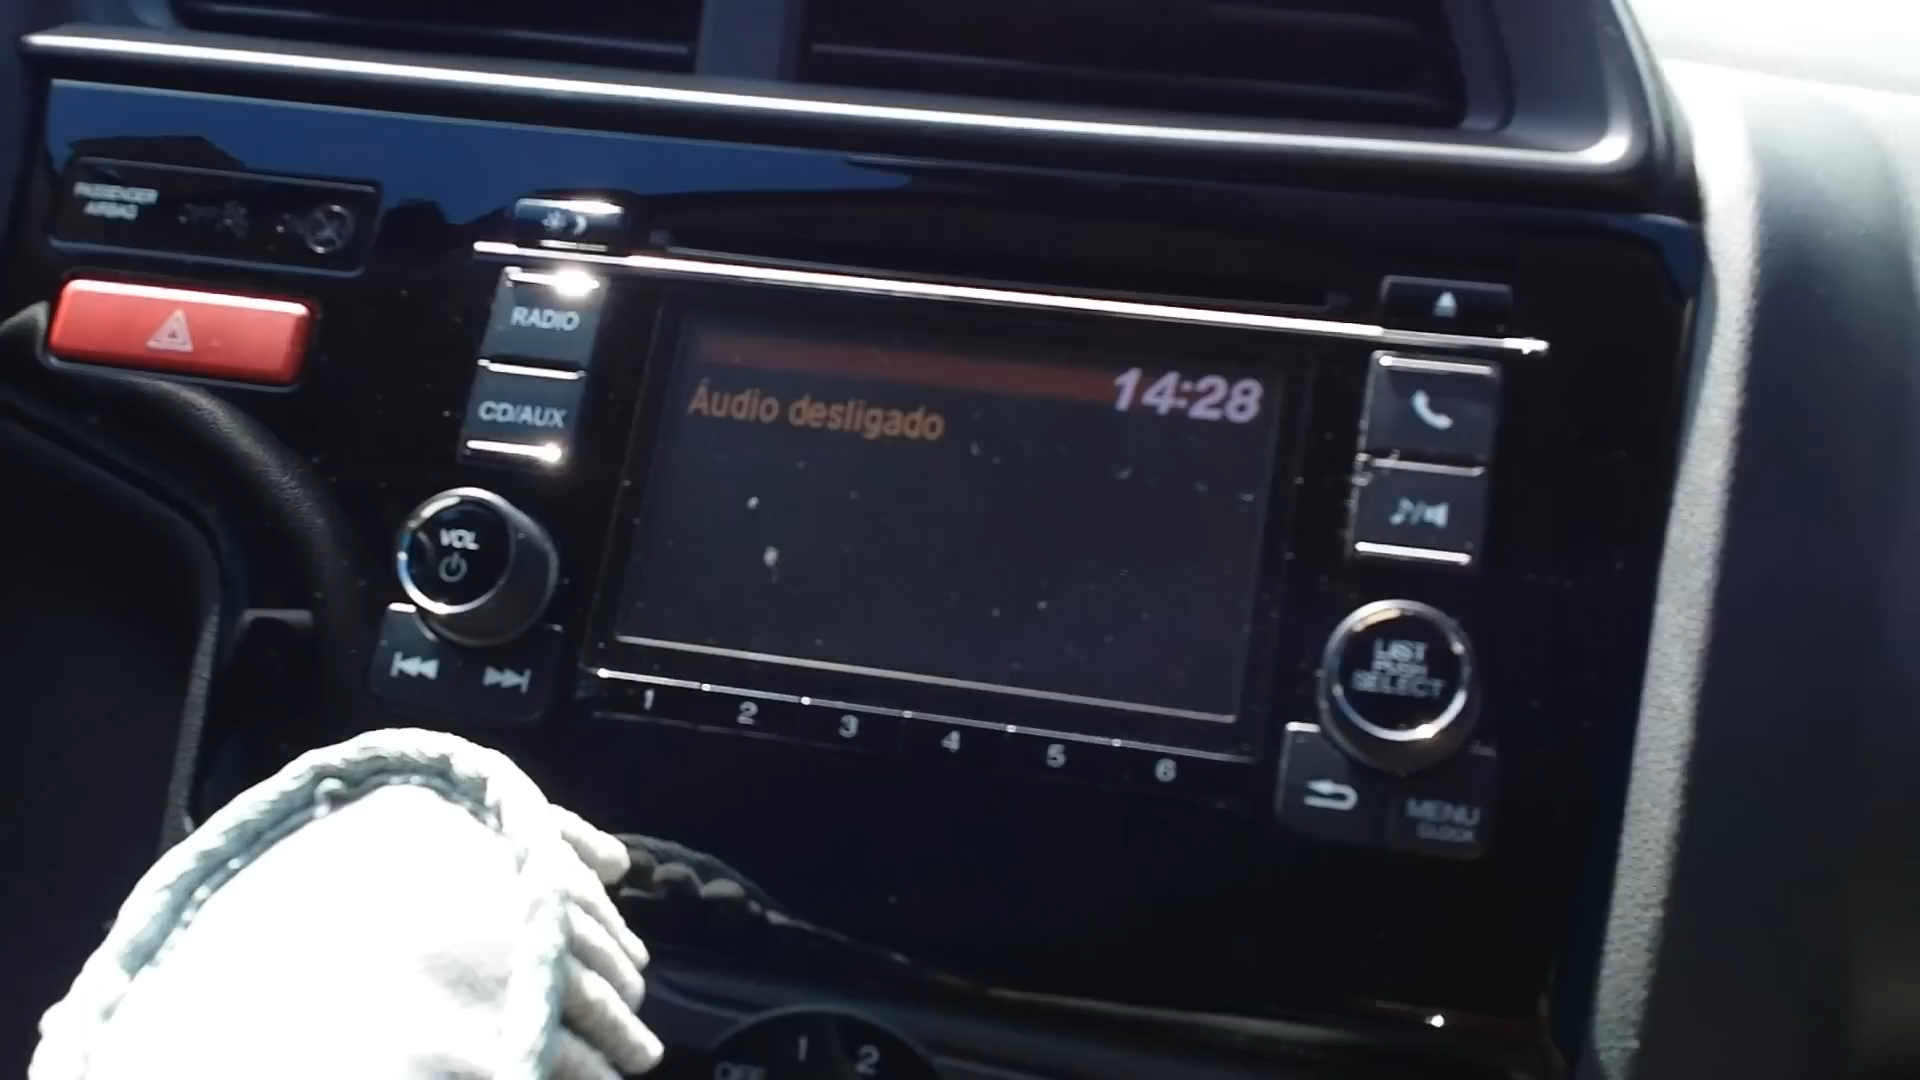 PASSENGER
AIRBAG
RADIO
CD/AUX
14:28
Áudio desligado
VOL
LIST
PUSH
SELECT
1 2 3 4 5 6
MENU
CLOCK
OFF 1 2